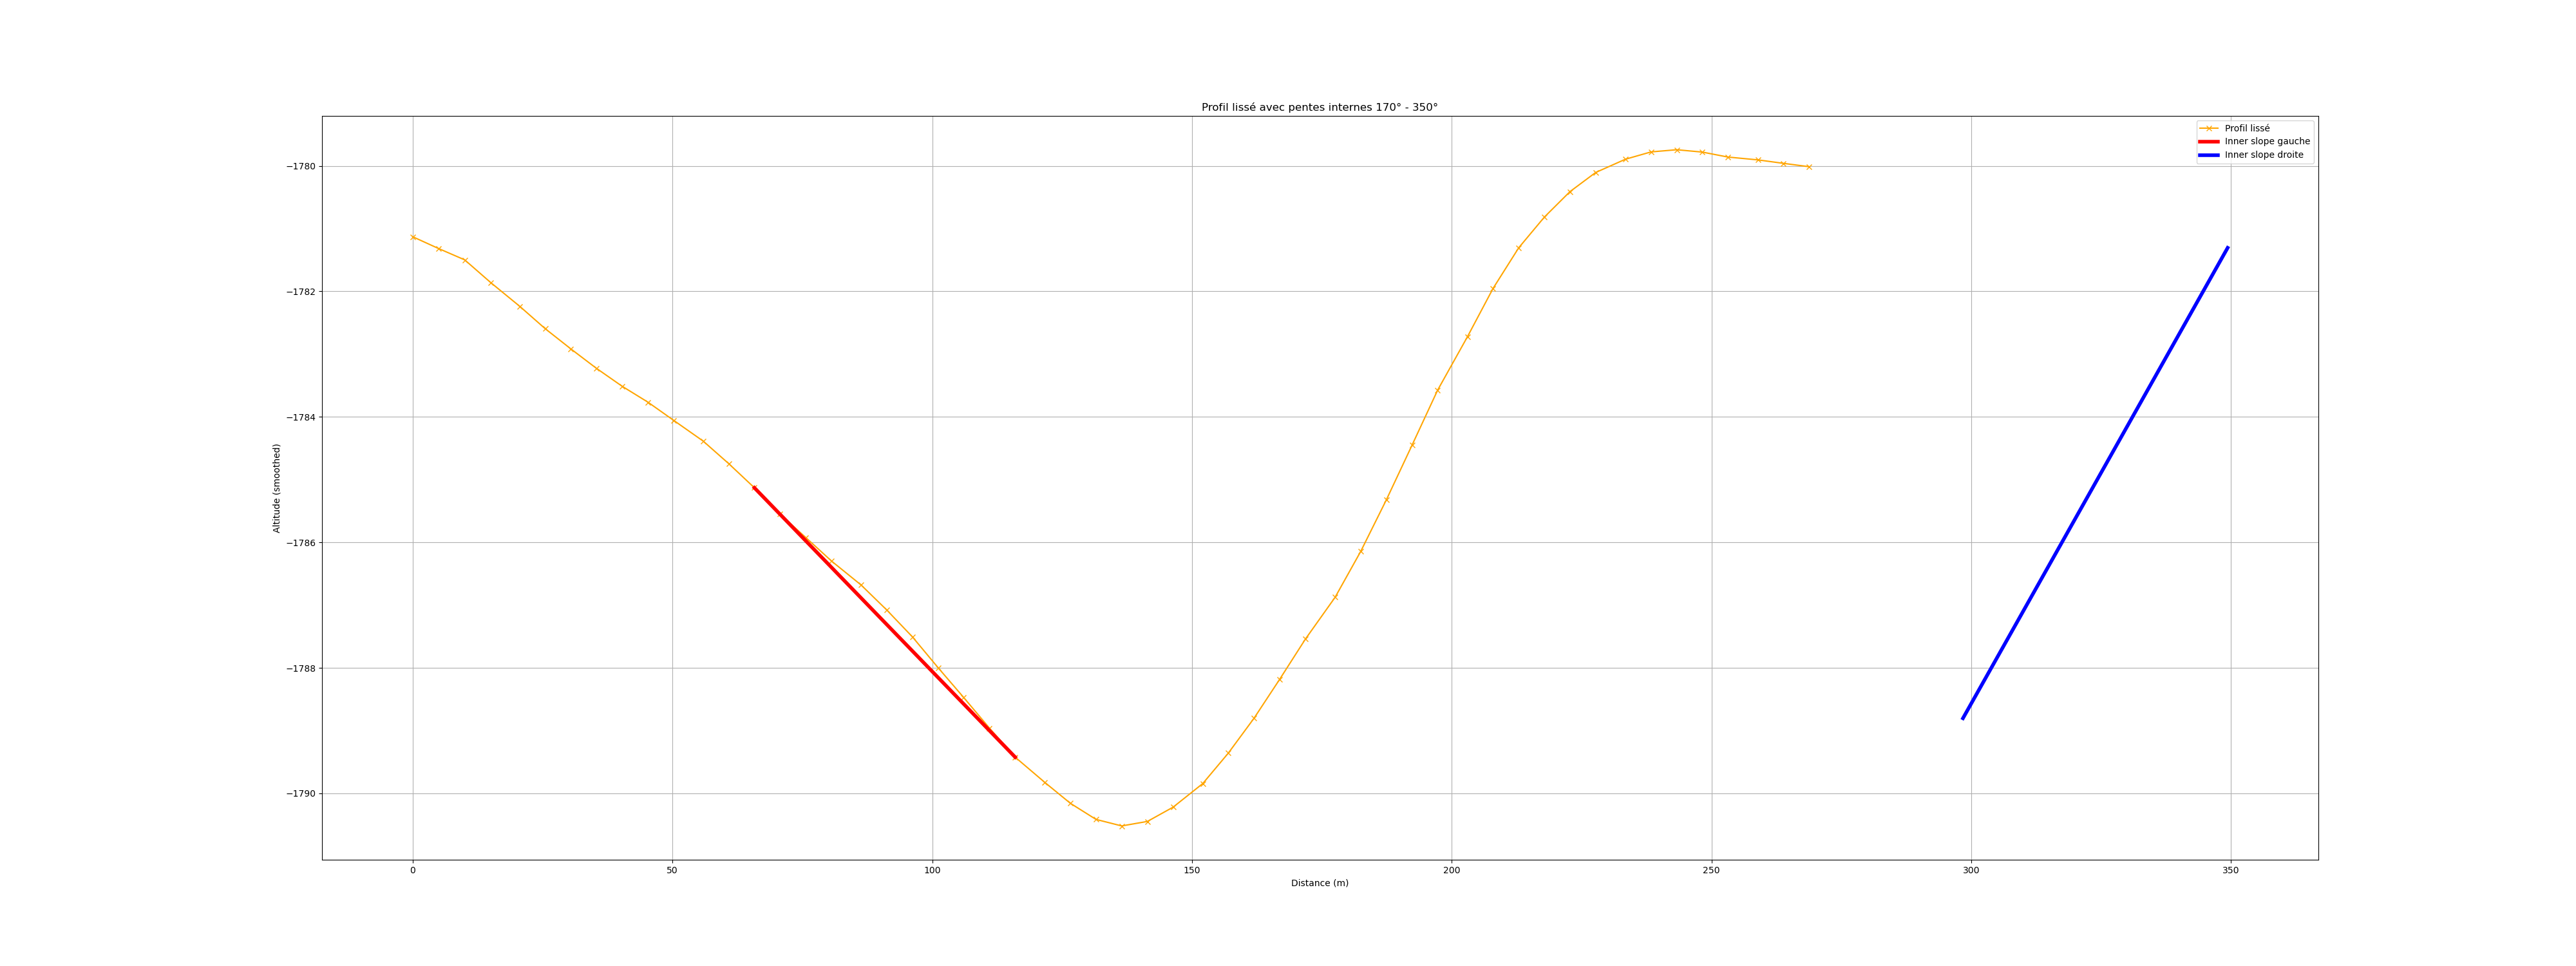 Profil lissé avec pentes internes 170° - 350°
Profil lissé
Inner slope gauche
Inner slope droite
−1780
−1782
−1784
−1786
−1788
−1790
Altitude (smoothed)
0 50 100 150 200 250 300 350
Distance (m)